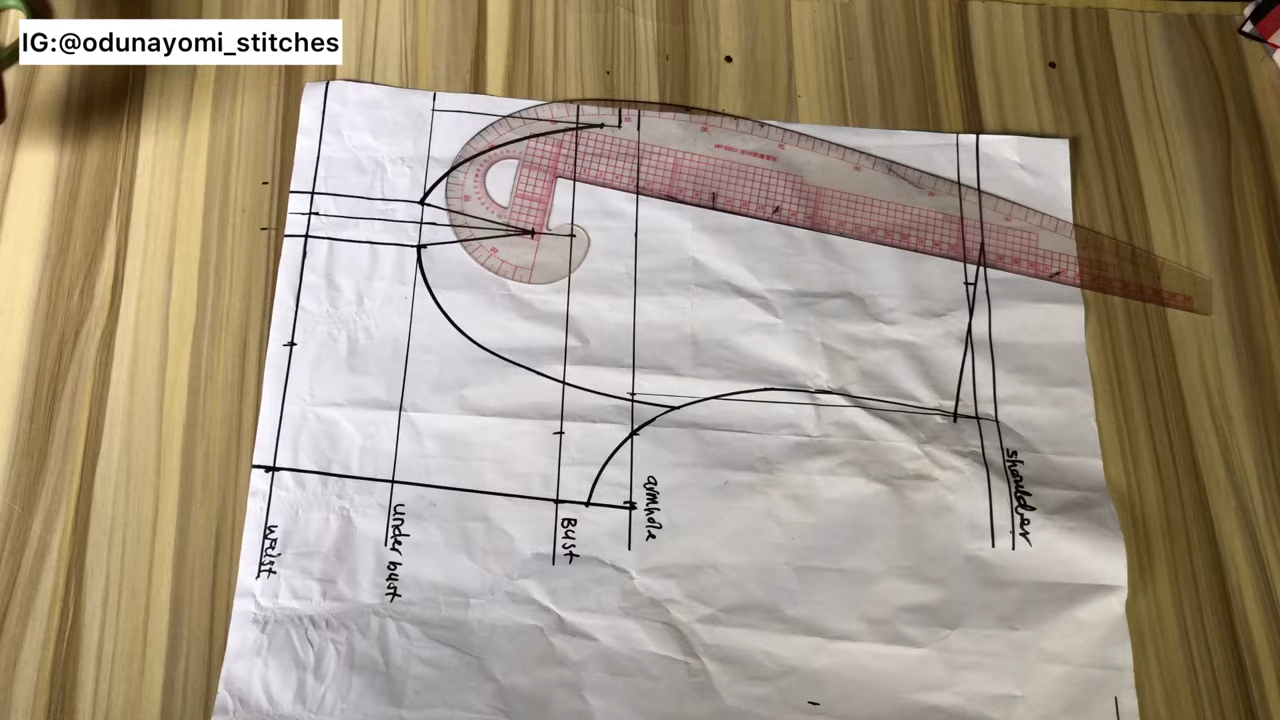 IG:@odunayomi_stitches
shoulder
armhole
Bust
under bust
waist